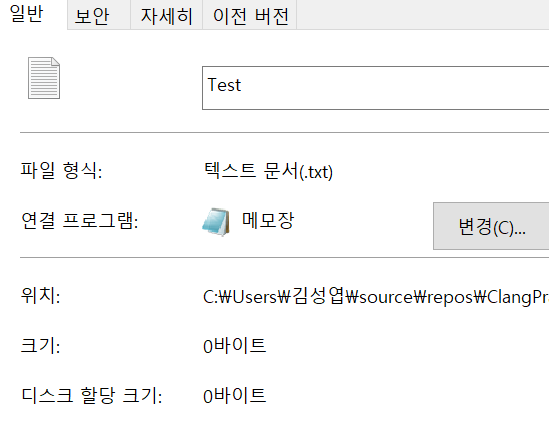 일반 보안 자세히 이전 버전
Test
파일 형식: 텍스트 문서(.txt)
연결 프로그램: 메모장 변경(C)...
위치: C:₩Users₩김성엽₩source₩repos₩ClangPr
크기: 0바이트
디스크 할당 크기: 0바이트